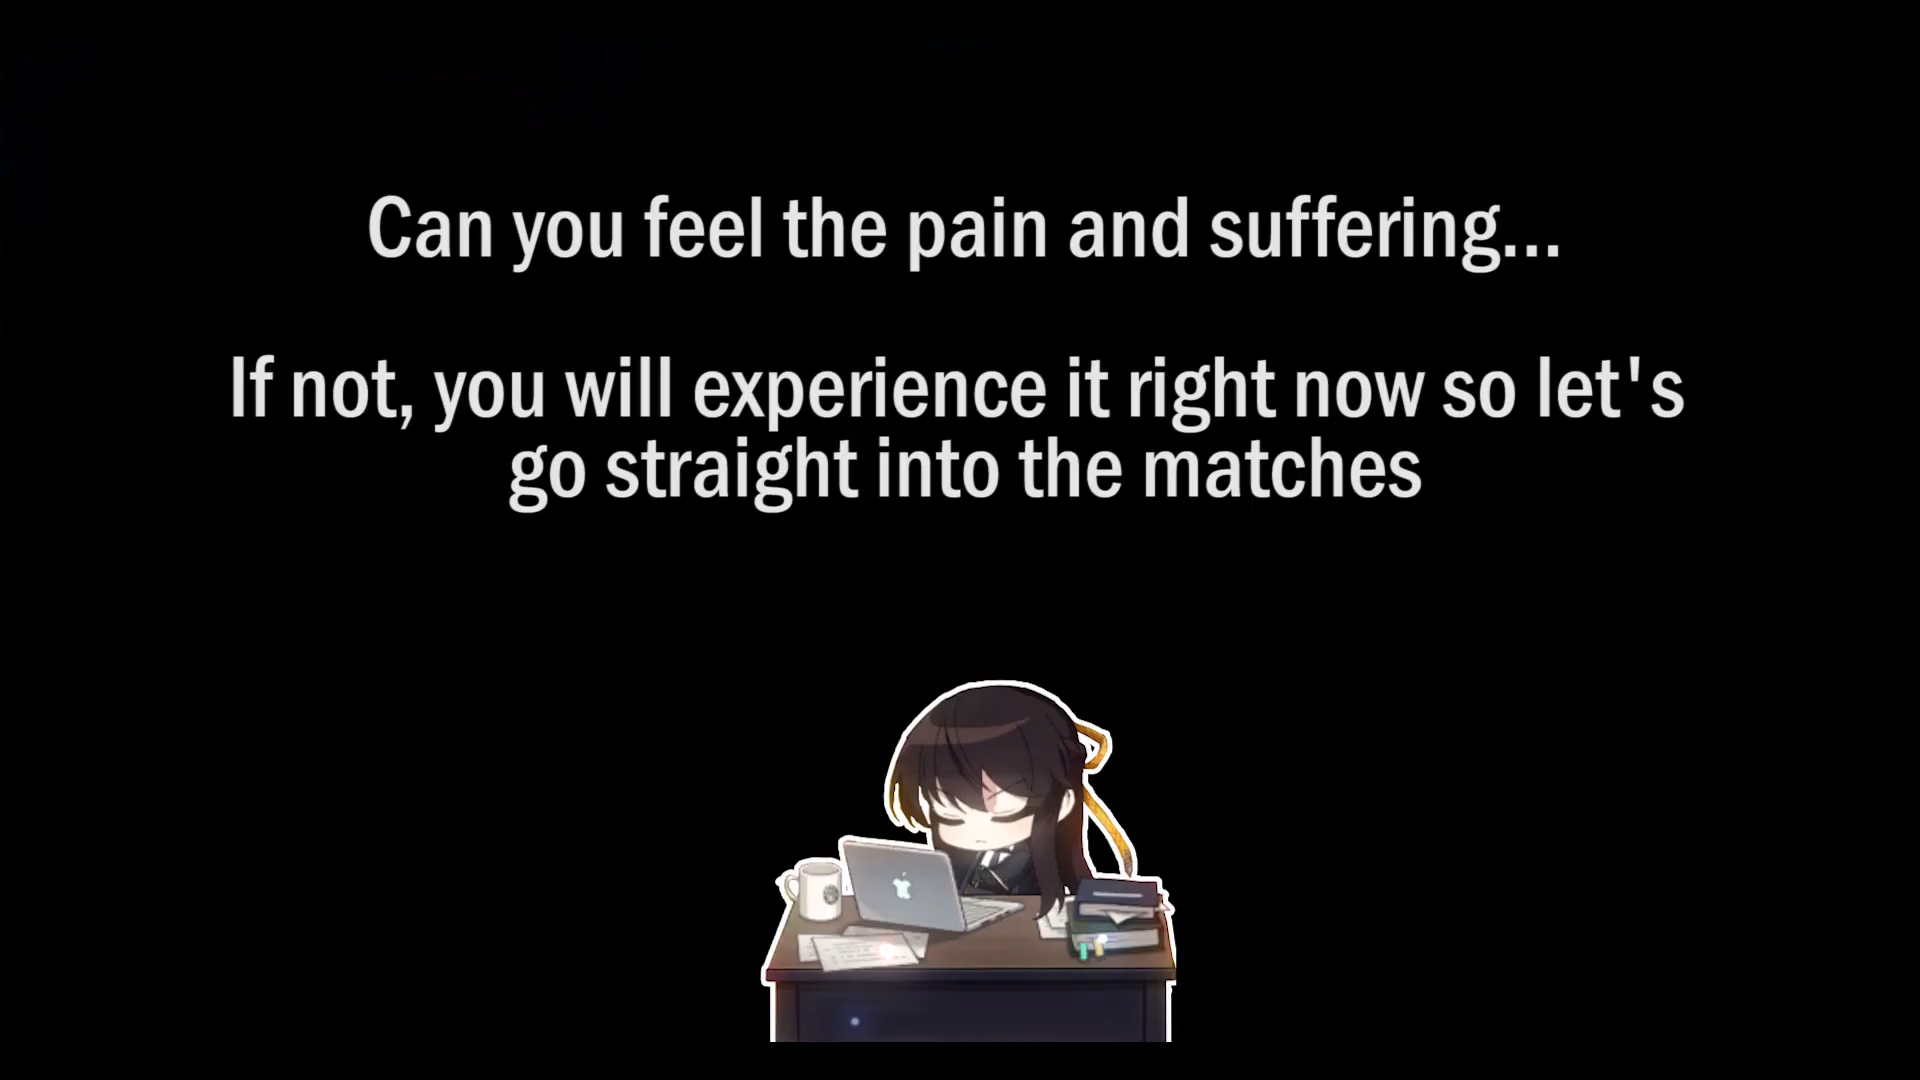 Can you feel the pain and suffering...
If not, you will experience it right now so let's
go straight into the matches